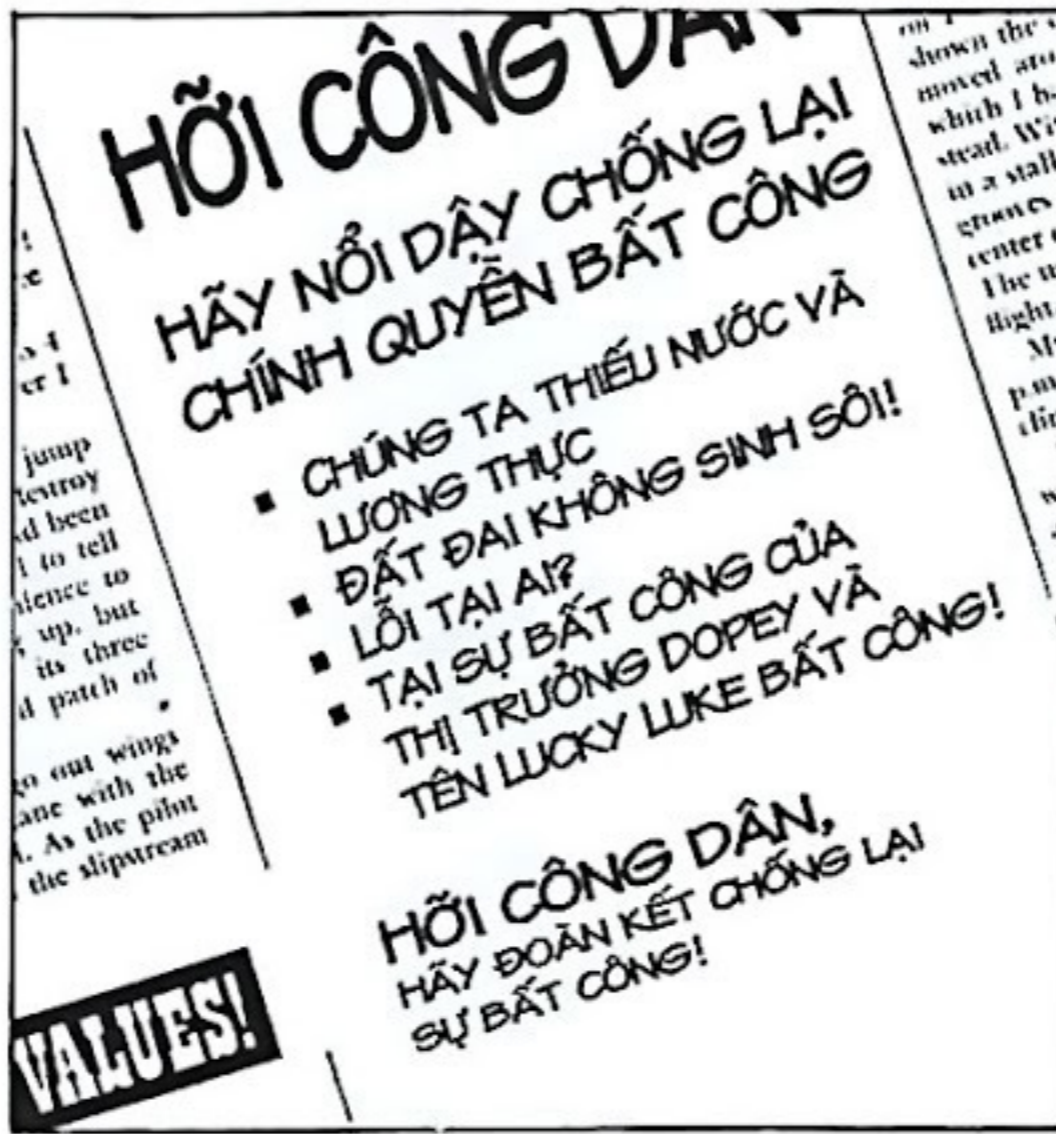 jump
been
to tell
up, but
its three
patch of
out wings
with the
. As the pilot
the slipstream
VALUES!
HỠI CÔNG DÂN
HÃY NỔI DẬY CHỐNG LẠI
CHÍNH QUYỀN BẤT CÔNG
▪ CHÚNG TA THIẾU NƯỚC VÀ
LƯƠNG THỰC
▪ ĐẤT ĐAI KHÔNG SINH SÔI!
▪ LỖI TẠI AI?
▪ TẠI SỰ BẤT CÔNG CỦA
THỊ TRƯỞNG DOPEY VÀ
TÊN LUCKY LUKE BẤT CÔNG!
HỠI CÔNG DÂN,
HÃY ĐOÀN KẾT CHỐNG LẠI
SỰ BẤT CÔNG!
shown the
moved
which I
in a
grooves
center
The